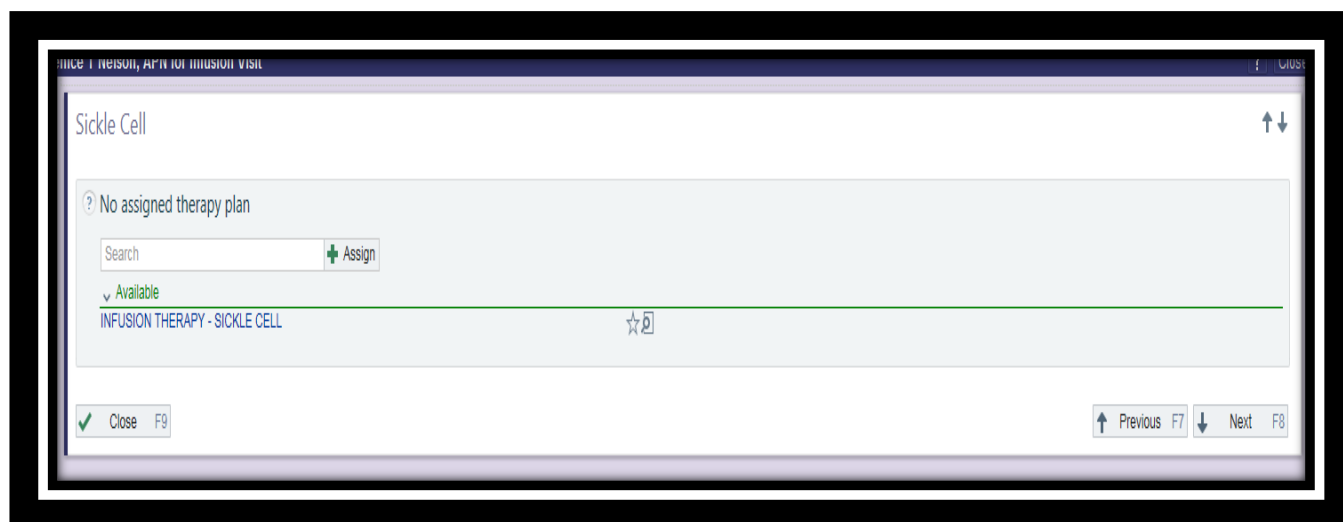 Nelson, APN for Infusion Visit
? Close
Sickle Cell
? No assigned therapy plan
Search
Assign
Available
INFUSION THERAPY - SICKLE CELL
Close F9
Previous F7
Next F8